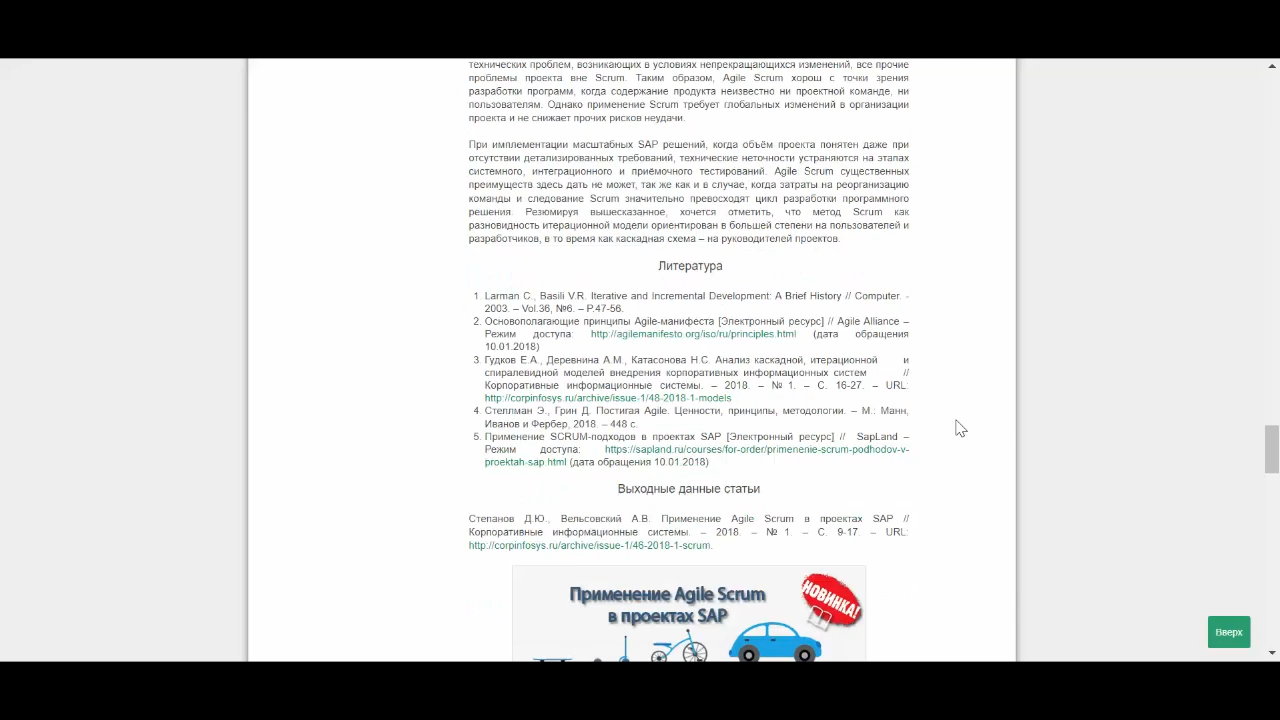 технических проблем, возникающих в условиях непрекращающихся изменений, все прочие
проблемы проекта вне Scrum. Таким образом, Agile Scrum хорош с точки зрения
разработки программ, когда содержание продукта неизвестно ни проектной команде, ни
пользователям. Однако применение Scrum требует глобальных изменений в организации
проекта и не снижает прочих рисков неудачи.
При имплементации масштабных SAP решений, когда объём проекта понятен даже при
отсутствии детализированных требований, технические неточности устраняются на этапах
системного, интеграционного и приёмочного тестирований. Agile Scrum существенных
преимуществ здесь дать не может, так же как и в случае, когда затраты на реорганизацию
команды и следование Scrum значительно превосходят цикл разработки программного
решения. Резюмируя вышесказанное, хочется отметить, что метод Scrum как
разновидность итерационной модели ориентирован в большей степени на пользователей и
разработчиков, в то время как каскадная схема – на руководителей проектов.
Литература
1. Larman C., Basili V.R. Iterative and Incremental Development: A Brief History // Computer. -
2003. – Vol.36, №6. – P.47-56.
2. Основополагающие принципы Agile-манифеста [Электронный ресурс] // Agile Alliance –
Режим доступа: http://agilemanifesto.org/iso/ru/principles.html (дата обращения
10.01.2018)
3. Гудков Е.А., Деревнина А.М., Катасонова Н.С. Анализ каскадной, итерационной и
спиралевидной моделей внедрения корпоративных информационных систем //
Корпоративные информационные системы. – 2018. – №1. – С. 16-27. – URL:
http://corpinfosys.ru/archive/issue-1/48-2018-1-models
4. Стеллман Э., Грин Д. Постигая Agile. Ценности, принципы, методологии. – М.: Манн,
Иванов и Фербер, 2018. – 448 с.
5. Применение SCRUM-подходов в проектах SAP [Электронный ресурс] // SapLand –
Режим доступа: https://sapland.ru/courses/for-order/primenenie-scrum-podhodov-v-
proektah-sap.html (дата обращения 10.01.2018)
Выходные данные статьи
Степанов Д.Ю., Вельсовский А.В. Применение Agile Scrum в проектах SAP //
Корпоративные информационные системы. – 2018. – №1. – С. 9-17. – URL:
http://corpinfosys.ru/archive/issue-1/46-2018-1-scrum.
Применение Agile Scrum
в проектах SAP
НОВИНКА!
Вверх